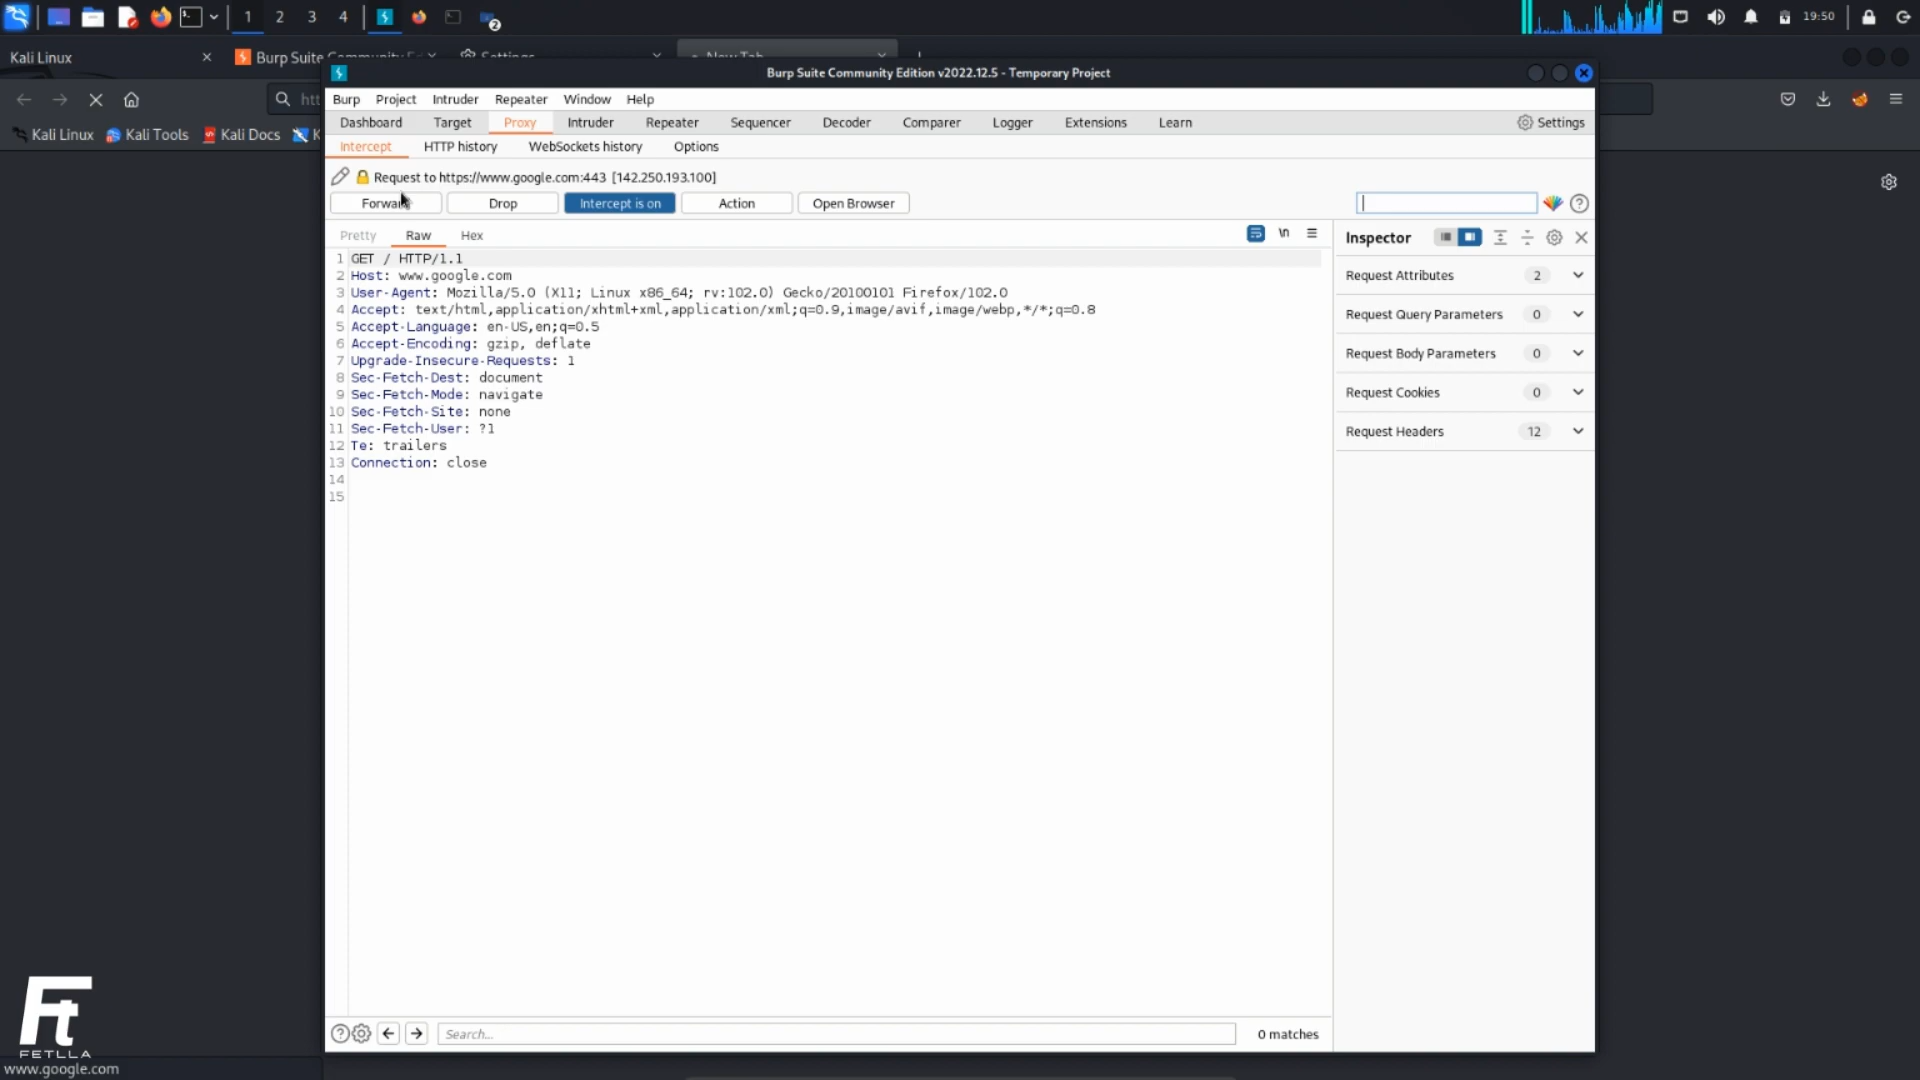 1 2 3 4 2 19:50
Kali Linux Burp Suite Community E Settings New Tab
Burp Suite Community Edition v2022.12.5 - Temporary Project
htt
Burp Project Intruder Repeater Window Help
Kali Linux Kali Tools Kali Docs K
Dashboard Target Proxy Intruder Repeater Sequencer Decoder Comparer Logger Extensions Learn Settings
Intercept HTTP history WebSockets history Options
Request to https://www.google.com:443 [142.250.193.100]
Forward Drop Intercept is on Action Open Browser
Pretty Raw Hex \n
Inspector
1 GET / HTTP/1.1
2 Host: www.google.com
3 User-Agent: Mozilla/5.0 (X11; Linux x86_64; rv:102.0) Gecko/20100101 Firefox/102.0
4 Accept: text/html,application/xhtml+xml,application/xml;q=0.9,image/avif,image/webp,*/*;q=0.8
5 Accept-Language: en-US,en;q=0.5
6 Accept-Encoding: gzip, deflate
7 Upgrade-Insecure-Requests: 1
8 Sec-Fetch-Dest: document
9 Sec-Fetch-Mode: navigate
10 Sec-Fetch-Site: none
11 Sec-Fetch-User: ?1
12 Te: trailers
13 Connection: close
14
15
Request Attributes 2
Request Query Parameters 0
Request Body Parameters 0
Request Cookies 0
Request Headers 12
Search... 0 matches
Ft
FETLLA
www.google.com